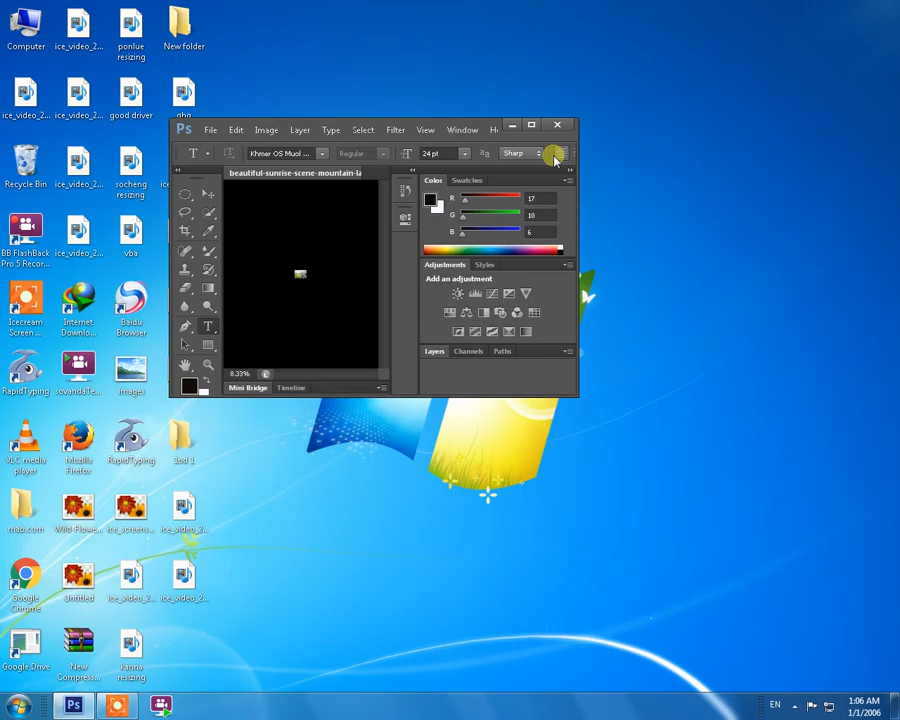 Computer
ice_video_2...
ponlue
resizing
New folder
ice_video_2...
ice_video_2...
good driver
Recycle Bin
ice_video_2...
socheng
resizing
BB FlashBack
Pro 5 Recor...
ice_video_2...
vba
Icecream
Screen ...
Internet
Downlo...
Baidu
Browser
RapidTyping
sovandaTe...
images
VLC media
player
Mozilla
Firefox
RapidTyping
1od 1
mab.com
Wild-Flowe...
ice_screens...
ice_video_2...
Google
Chrome
Untitled
ice_video_2...
ice_video_2...
Google Drive
New
Compress...
kanna
resizing
Ps
File Edit Image Layer Type Select Filter View Window
T Khmer OS Muol ... Regular 24 pt Sharp
beautiful-sunrise-scene-mountain-la
Color Swatches
R 17
G 10
B 6
Adjustments Styles
Add an adjustment
Layers Channels Paths
8.33%
Mini Bridge Timeline
Ps
EN
1:06 AM
1/1/2006